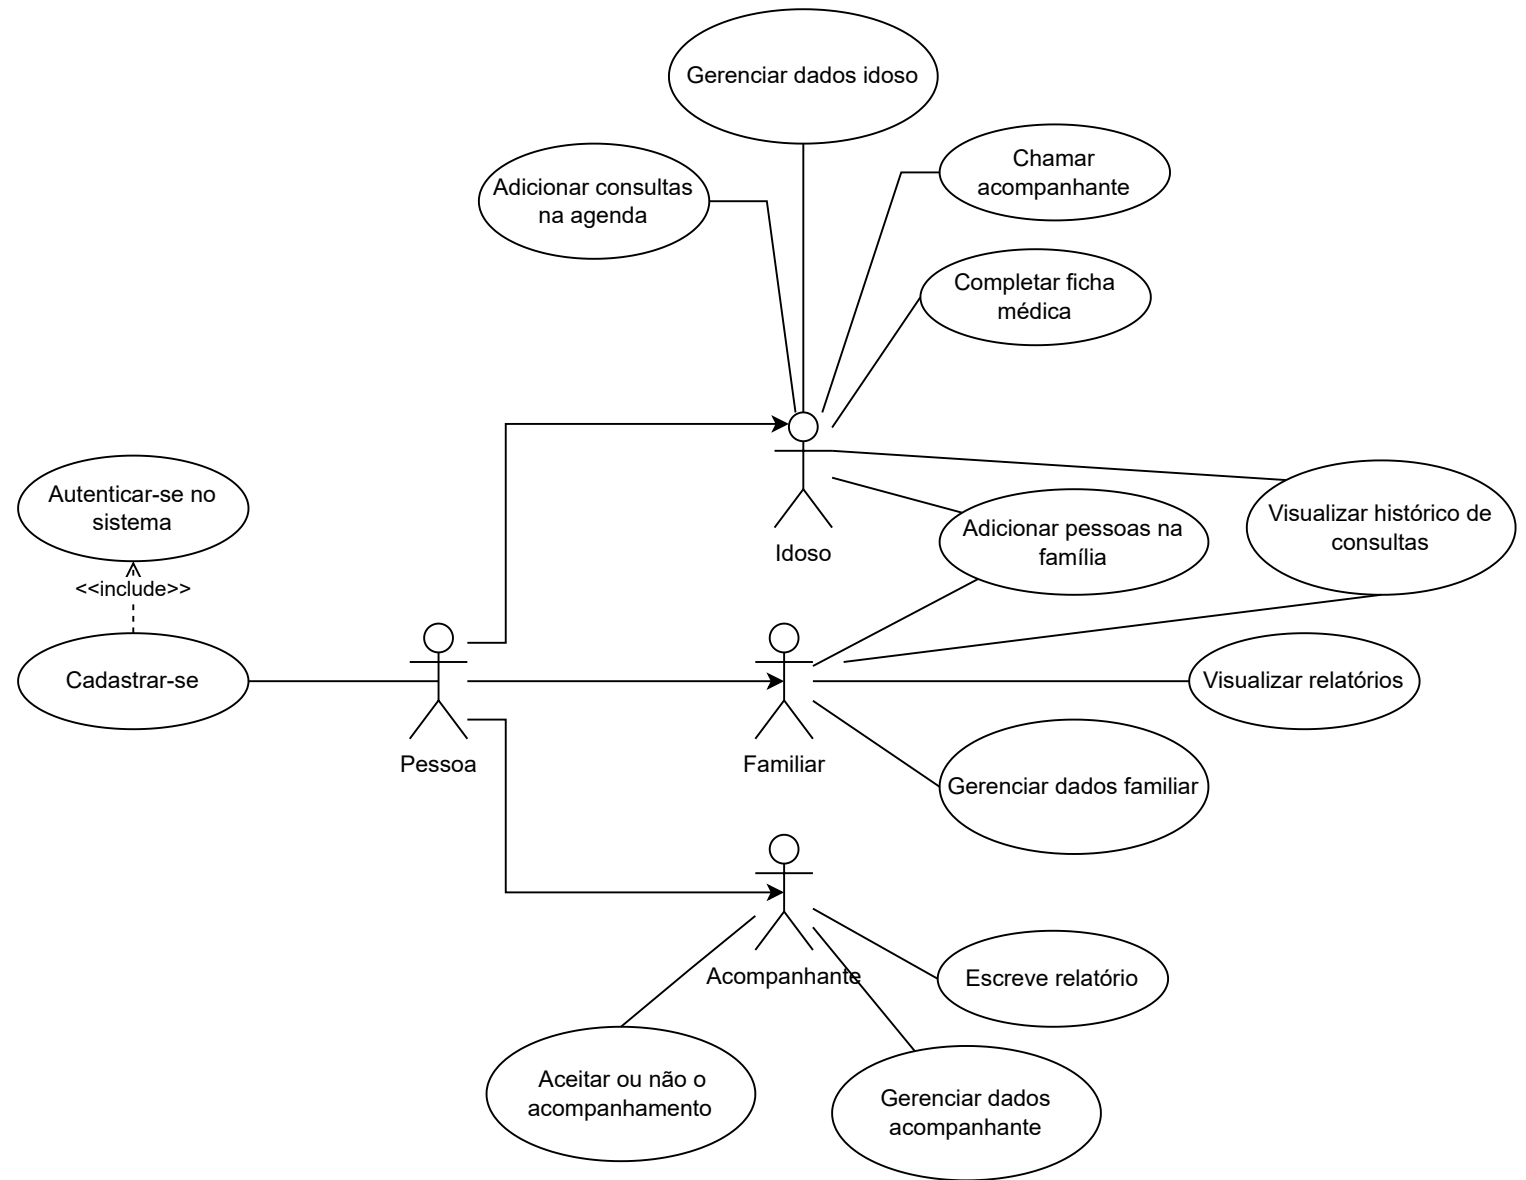 Gerenciar dados idoso
Chamar
acompanhante
Adicionar consultas
na agenda
Completar ficha
médica
Autenticar-se no
sistema
<<include>>
Cadastrar-se
Pessoa
Idoso
Adicionar pessoas na
família
Visualizar histórico de
consultas
Familiar
Visualizar relatórios
Gerenciar dados familiar
Acompanhante
Escreve relatório
Aceitar ou não o
acompanhamento
Gerenciar dados
acompanhante